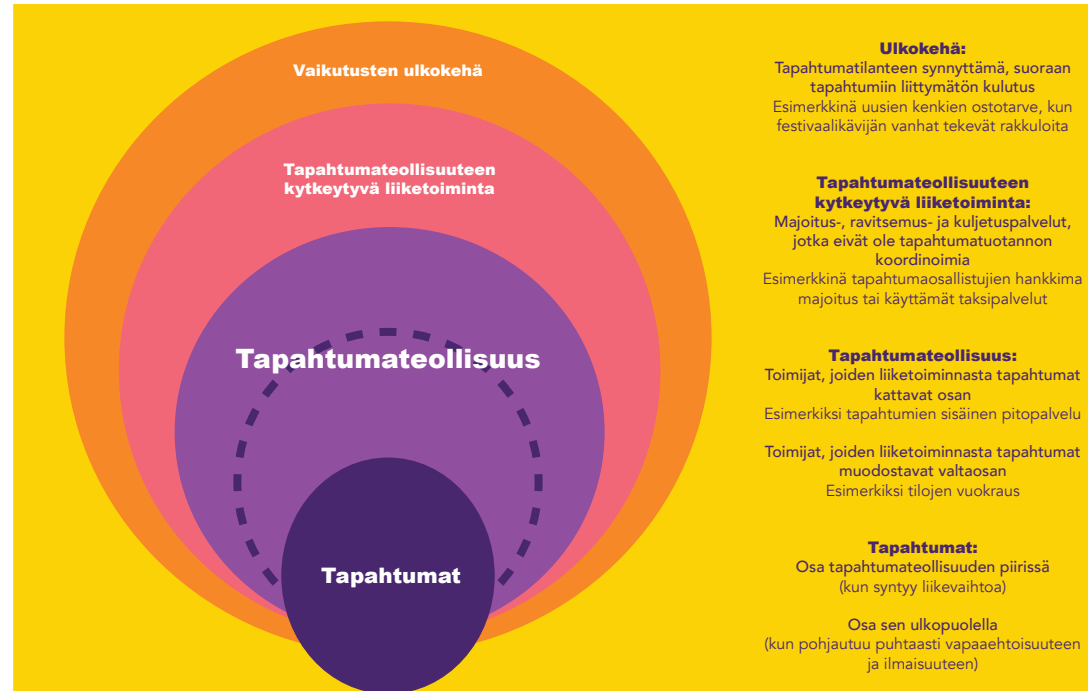 Vaikutusten ulkokehä
Tapahtumateollisuuteen
kytkeytyvä liiketoiminta
Tapahtumateollisuus
Tapahtumat
Ulkokehä:
Tapahtumatilanteen synnyttämä, suoraan
tapahtumiin liittymätön kulutus
Esimerkkinä uusien kenkien ostotarve, kun
festivaalikävijän vanhat tekevät rakkuloita
Tapahtumateollisuuteen
kytkeytyvä liiketoiminta:
Majoitus-, ravitsemus- ja kuljetuspalvelut,
jotka eivät ole tapahtumatuotannon
koordinoimia
Esimerkkinä tapahtumaosallistujien hankkima
majoitus tai käyttämät taksipalvelut
Tapahtumateollisuus:
Toimijat, joiden liiketoiminnasta tapahtumat
kattavat osan
Esimerkiksi tapahtumien sisäinen pitopalvelu
Toimijat, joiden liiketoiminnasta tapahtumat
muodostavat valtaosan
Esimerkiksi tilojen vuokraus
Tapahtumat:
Osa tapahtumateollisuuden piirissä
(kun syntyy liikevaihtoa)
Osa sen ulkopuolella
(kun pohjautuu puhtaasti vapaaehtoisuuteen
ja ilmaisuuteen)